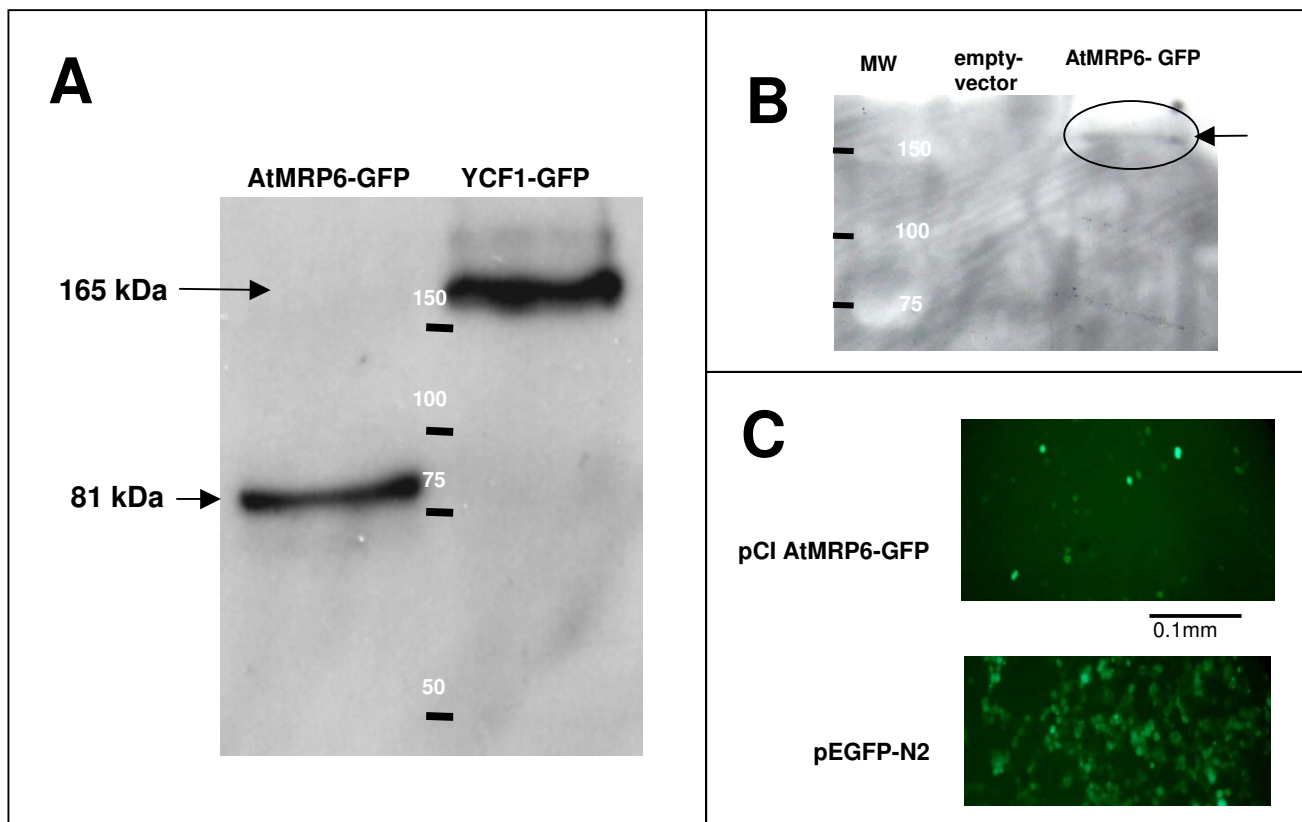 A
AtMRP6-GFP YCF1-GFP
165 kDa
150
100
81 kDa
75
50
B
MW
empty-
vector
AtMRP6- GFP
150
100
75
C
pCI AtMRP6-GFP
0.1mm
pEGFP-N2